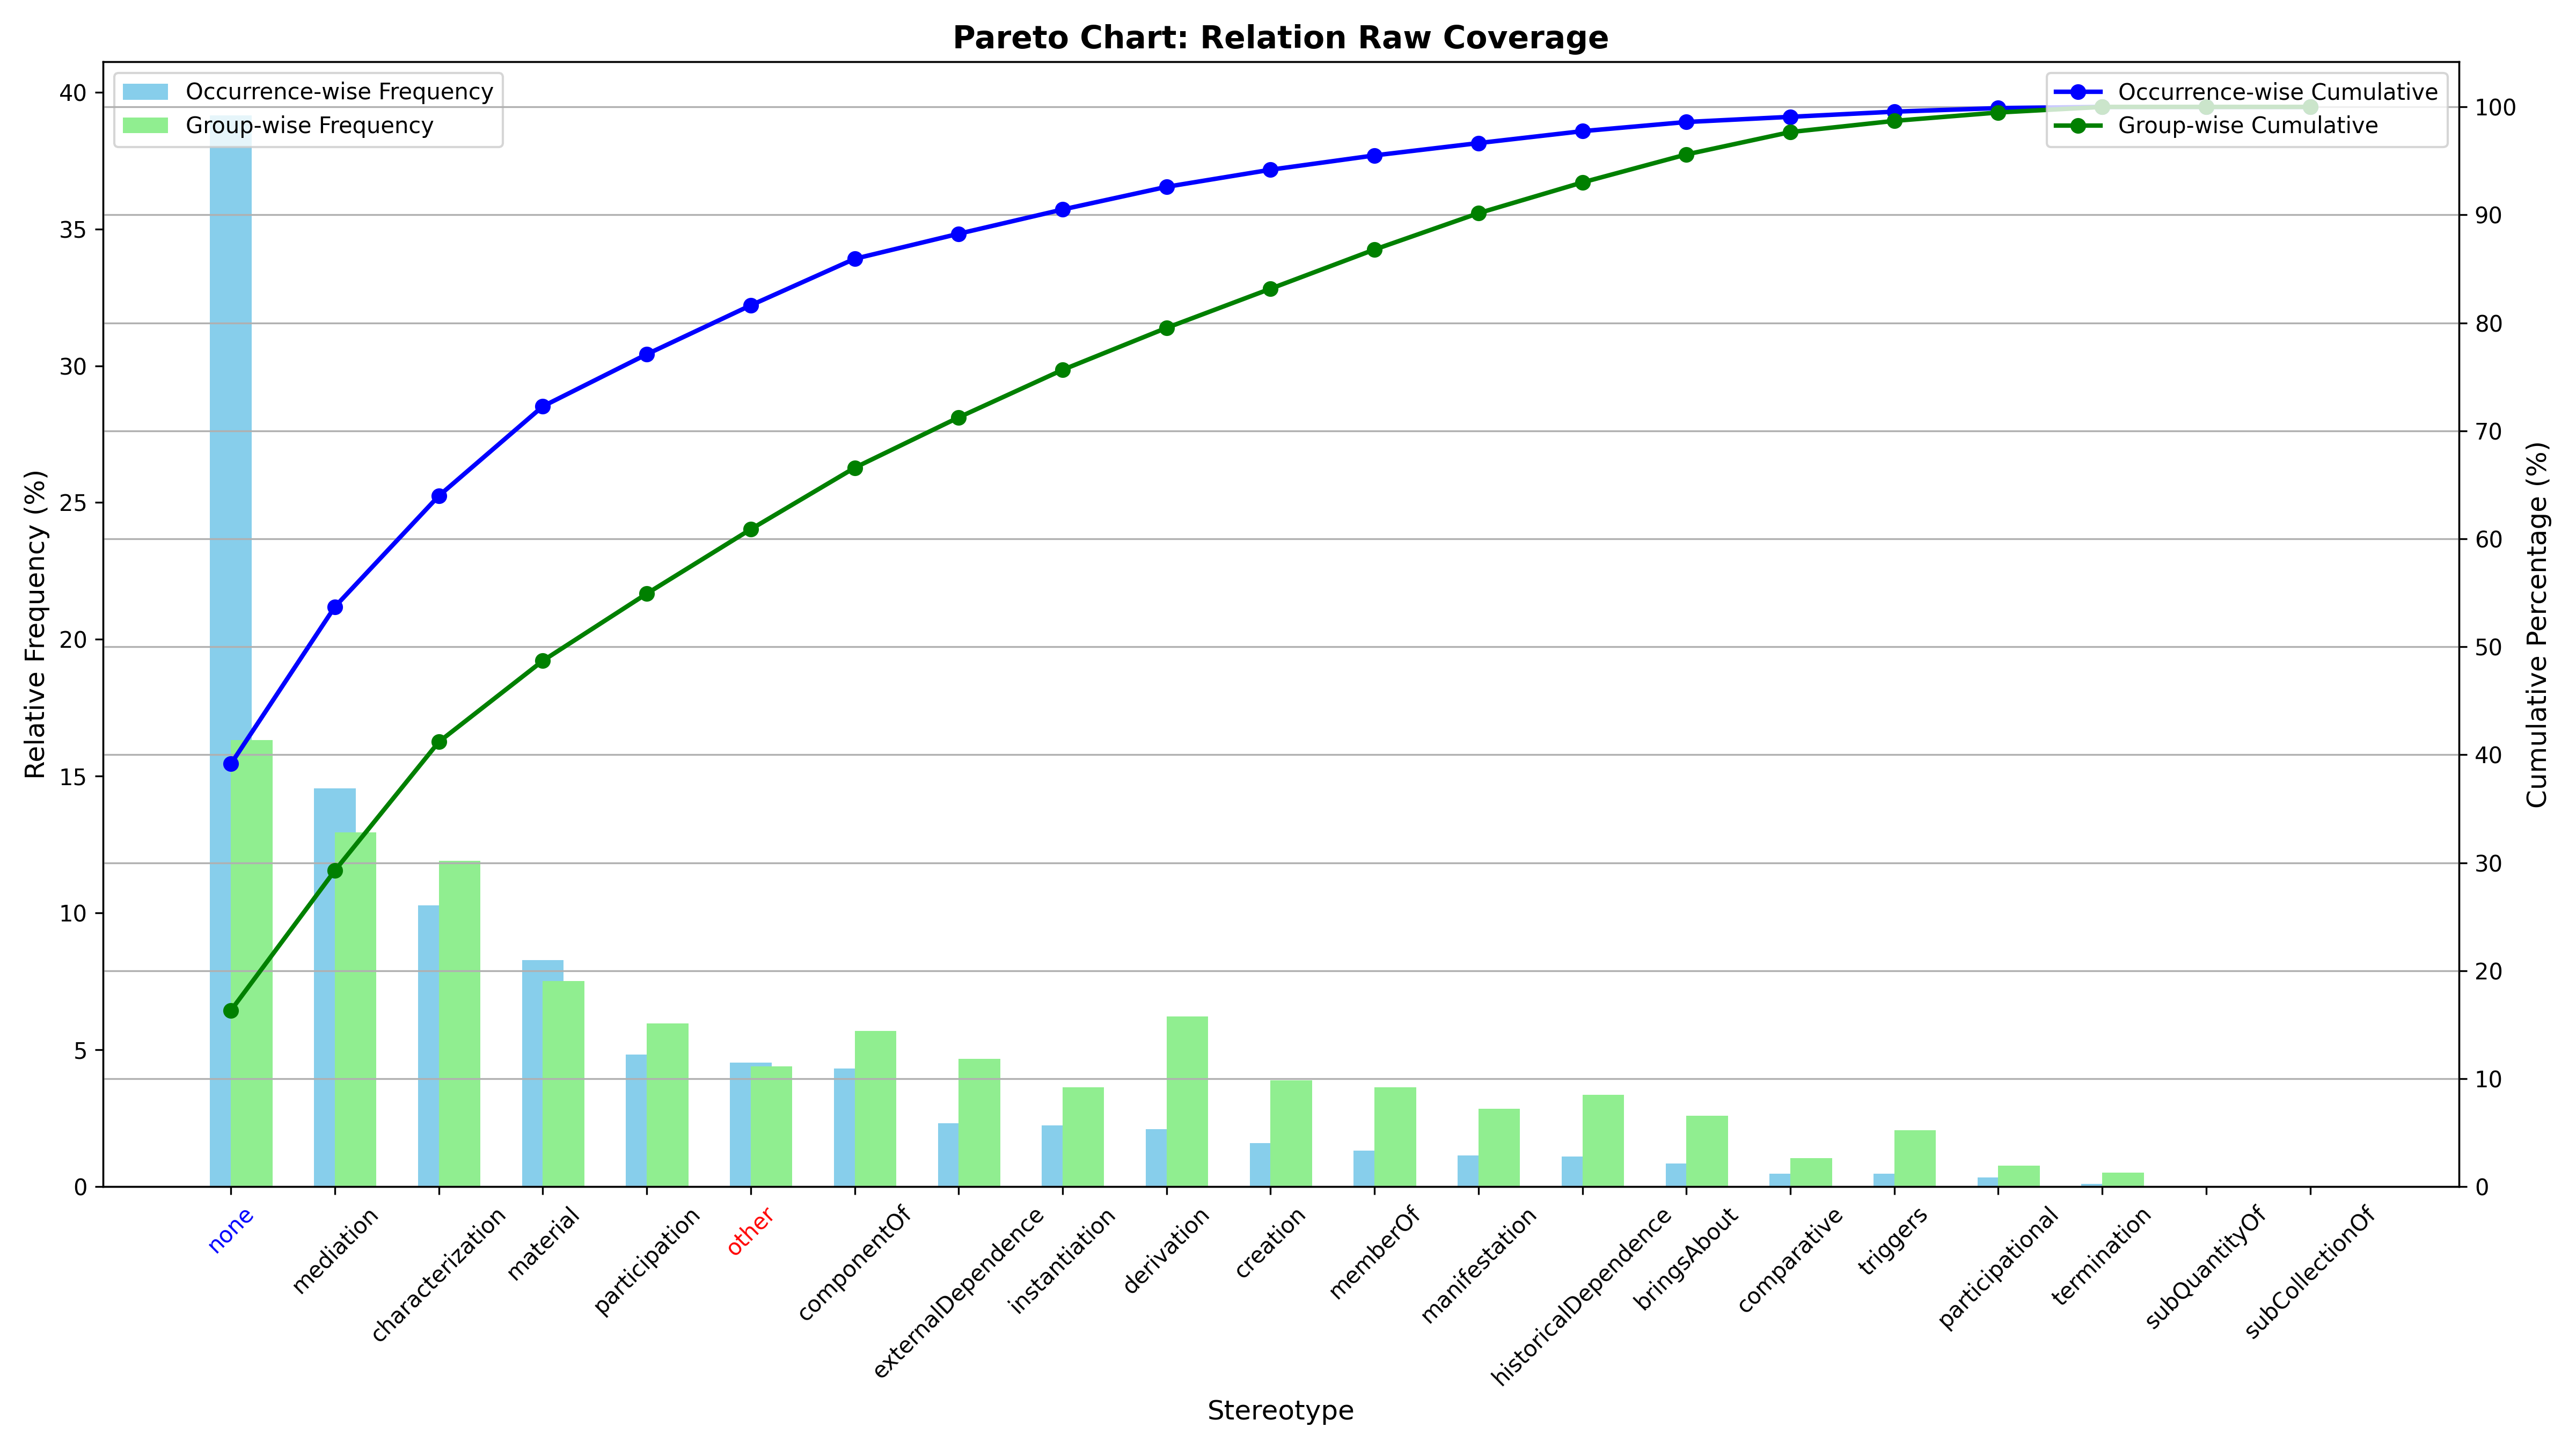 Pareto Chart: Relation Raw Coverage
Occurrence-wise Frequency
Group-wise Frequency
Occurrence-wise Cumulative
Group-wise Cumulative
Relative Frequency (%)
40
35
30
25
20
15
10
5
0
Cumulative Percentage (%)
100
90
80
70
60
50
40
30
20
10
0
none
mediation
characterization
material
participation
other
componentOf
externalDependence
instantiation
derivation
creation
memberOf
manifestation
historicalDependence
bringsAbout
comparative
triggers
participational
termination
subQuantityOf
subCollectionOf
Stereotype